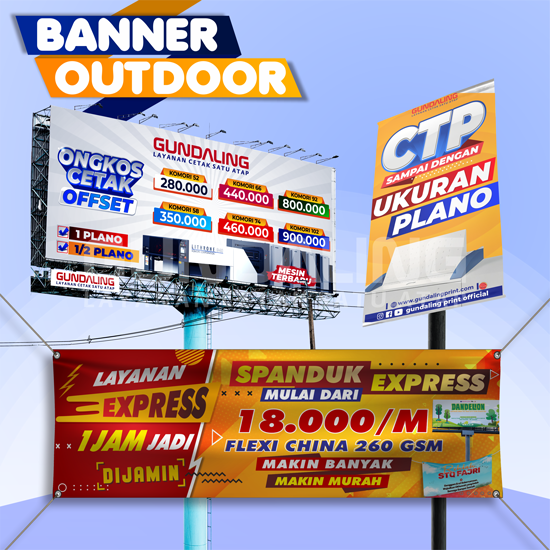 BANNER
OUTDOOR
GUNDALING
LAYANAN CETAK SATU ATAP
ONGKOS
CETAK
OFFSET
KOMORI 52
280.000
KOMORI 66
440.000
KOMORI 92
800.000
KOMORI 58
350.000
KOMORI 74
460.000
KOMORI 102
900.000
1 PLANO
1/2 PLANO
MESIN
TERBARU
GUNDALING
LAYANAN CETAK SATU ATAP
GUNDALING
CTP
SAMPAI DENGAN
UKURAN
PLANO
www.gundalingprint.com
gundaling print official
GUNDALING
LAYANAN
EXPRESS
1 JAM JADI
DIJAMIN
SPANDUK EXPRESS
MULAI DARI
18.000/M
FLEXI CHINA 260 GSM
MAKIN BANYAK
MAKIN MURAH
DANDELION